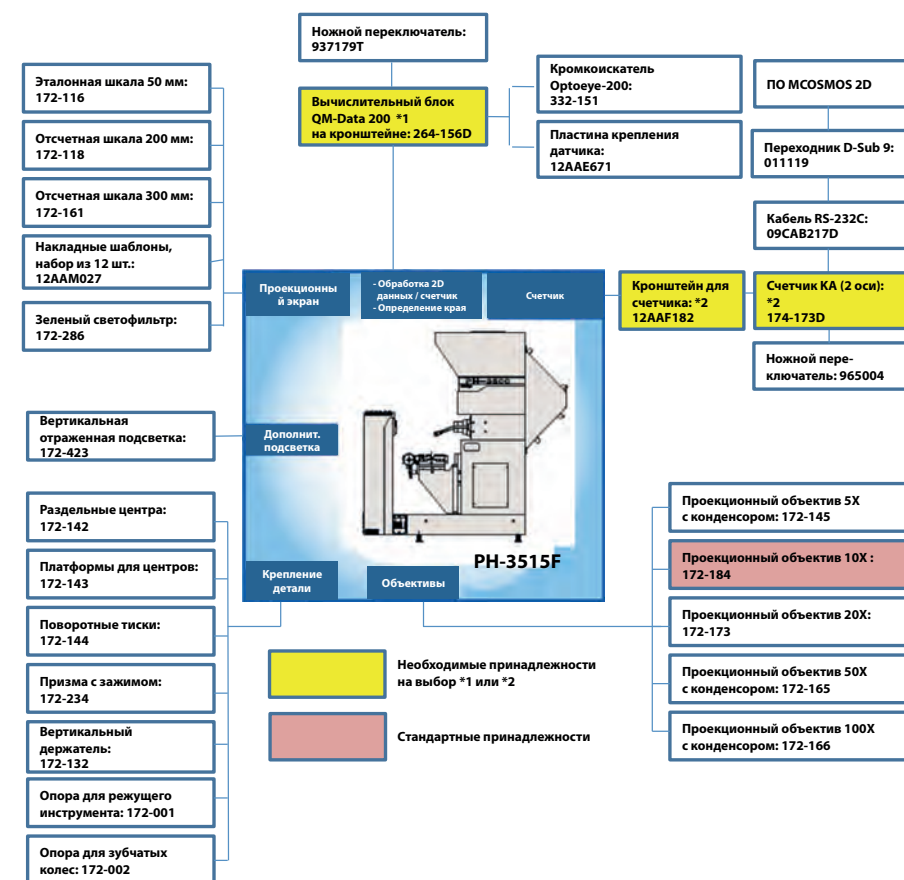 Ножной переключатель:
937179T
Эталонная шкала 50 мм:
172-116
Отсчетная шкала 200 мм:
172-118
Отсчетная шкала 300 мм:
172-161
Накладные шаблоны,
набор из 12 шт.:
12AAM027
Зеленый светофильтр:
172-286
Вычислительный блок
QM-Data 200 *1
на кронштейне: 264-156D
Кромкоискатель
Optoeye-200:
332-151
Пластина крепления
датчика:
12AAE671
ПО MCOSMOS 2D
Переходник D-Sub 9:
011119
Кабель RS-232C:
09CAB217D
Проекционны
й экран
- Обработка 2D
данных / счетчик
- Определение края
Счетчик
Кронштейн для
счетчика: *2
12AAF182
Счетчик KA (2 оси):
*2
174-173D
Ножной пере-
ключатель: 965004
PH-3500
Вертикальная
отраженная подсветка:
172-423
Дополнит.
подсветка
PH-3515F
Крепление
детали
Объективы
Раздельные центра:
172-142
Платформы для центров:
172-143
Поворотные тиски:
172-144
Призма с зажимом:
172-234
Вертикальный
держатель:
172-132
Опора для режущего
инструмента: 172-001
Опора для зубчатых
колес: 172-002
Проекционный объектив 5X
с конденсором: 172-145
Проекционный объектив 10X :
172-184
Проекционный объектив 20X:
172-173
Проекционный объектив 50X
с конденсором: 172-165
Проекционный объектив 100X
с конденсором: 172-166
Необходимые принадлежности
на выбор *1 или *2
Стандартные принадлежности